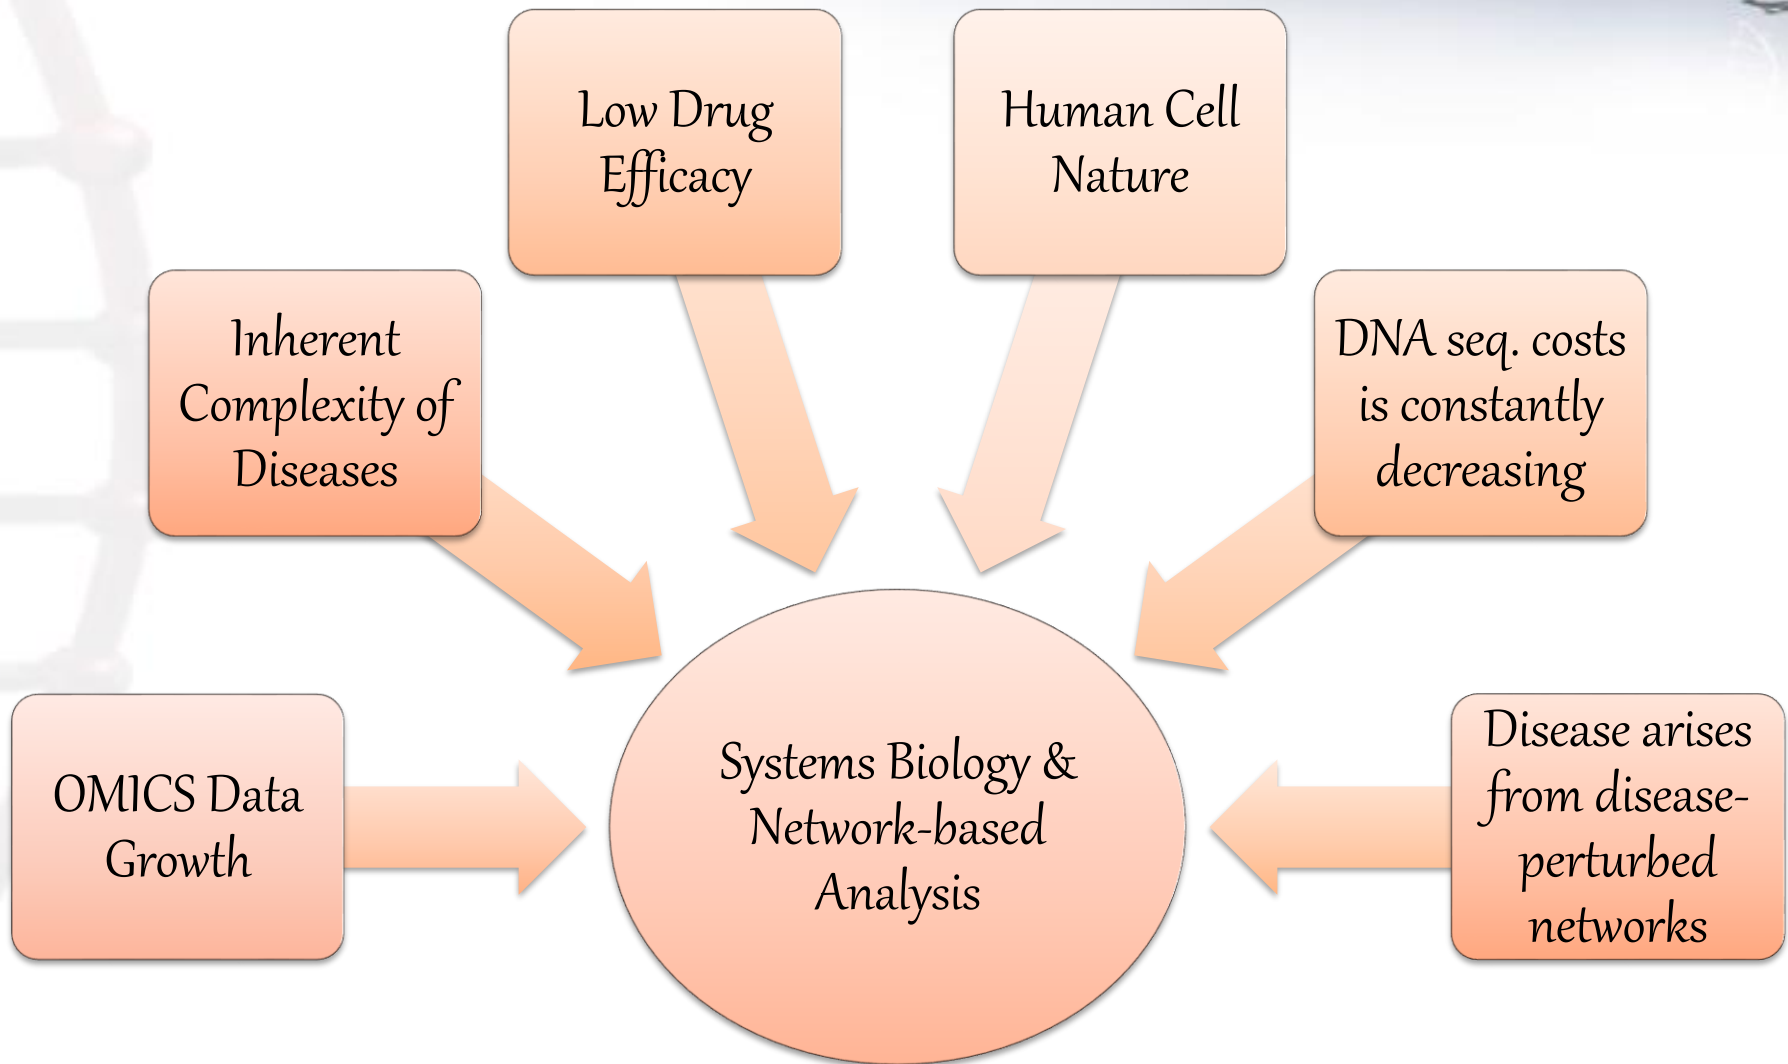 Low Drug
Efficacy
Human Cell
Nature
Inherent
Complexity of
Diseases
DNA seq. costs
is constantly
decreasing
OMICS Data
Growth
Systems Biology &
Network-based
Analysis
Disease arises
from disease-
perturbed
networks